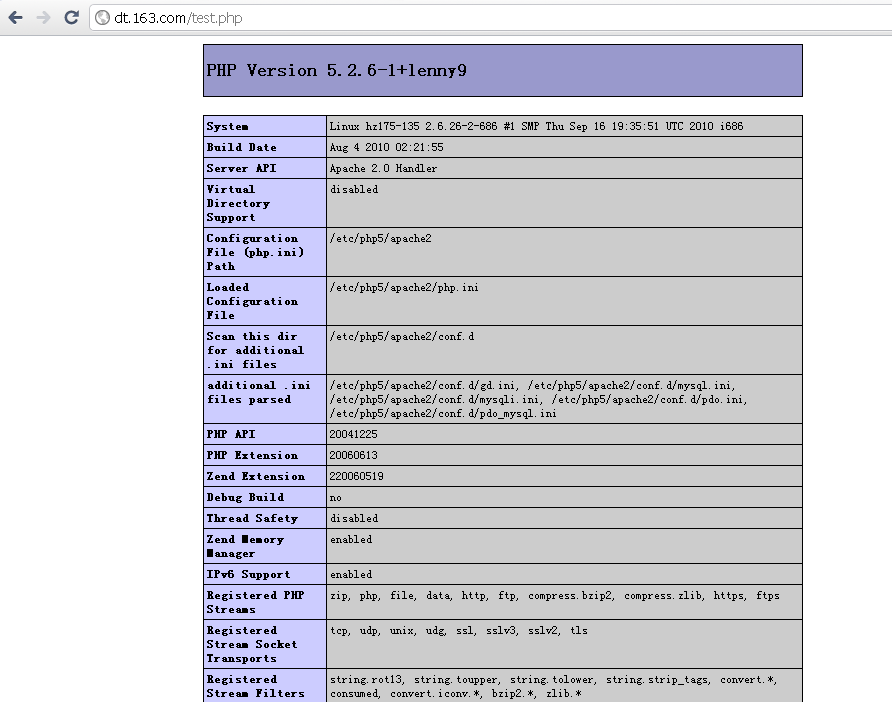 dt.163.com/test.php
PHP Version 5.2.6-1+lenny9
System Linux hz175-135 2.6.26-2-686 #1 SMP Thu Sep 16 19:35:51 UTC 2010 i686
Build Date Aug 4 2010 02:21:55
Server API Apache 2.0 Handler
Virtual disabled
Directory
Support
Configuration /etc/php5/apache2
File (php.ini)
Path
Loaded /etc/php5/apache2/php.ini
Configuration
File
Scan this dir /etc/php5/apache2/conf.d
for additional
.ini files
additional .ini /etc/php5/apache2/conf.d/gd.ini, /etc/php5/apache2/conf.d/mysql.ini,
files parsed /etc/php5/apache2/conf.d/mysqli.ini, /etc/php5/apache2/conf.d/pdo.ini,
/etc/php5/apache2/conf.d/pdo_mysql.ini
PHP API 20041225
PHP Extension 20060613
Zend Extension 220060519
Debug Build no
Thread Safety disabled
Zend Memory enabled
Manager
IPv6 Support enabled
Registered PHP zip, php, file, data, http, ftp, compress.bzip2, compress.zlib, https, ftps
Streams
Registered tcp, udp, unix, udg, ssl, sslv3, sslv2, tls
Stream Socket
Transports
Registered string.rot13, string.toupper, string.tolower, string.strip_tags, convert.*,
Stream Filters consumed, convert.iconv.*, bzip2.*, zlib.*